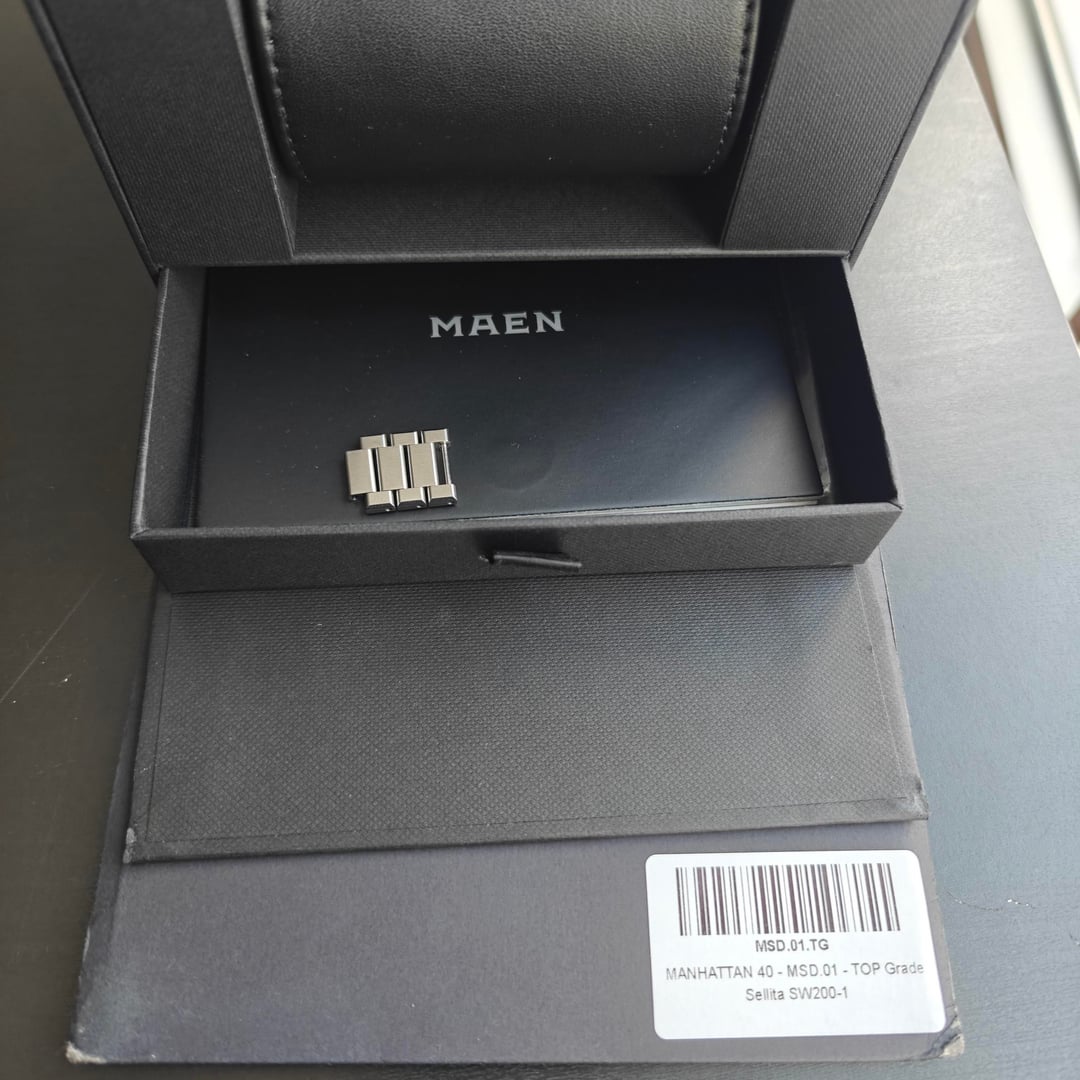 MAEN
MSD.01.TG
MANHATTAN 40 - MSD.01 - TOP Grade
Sellita SW200-1